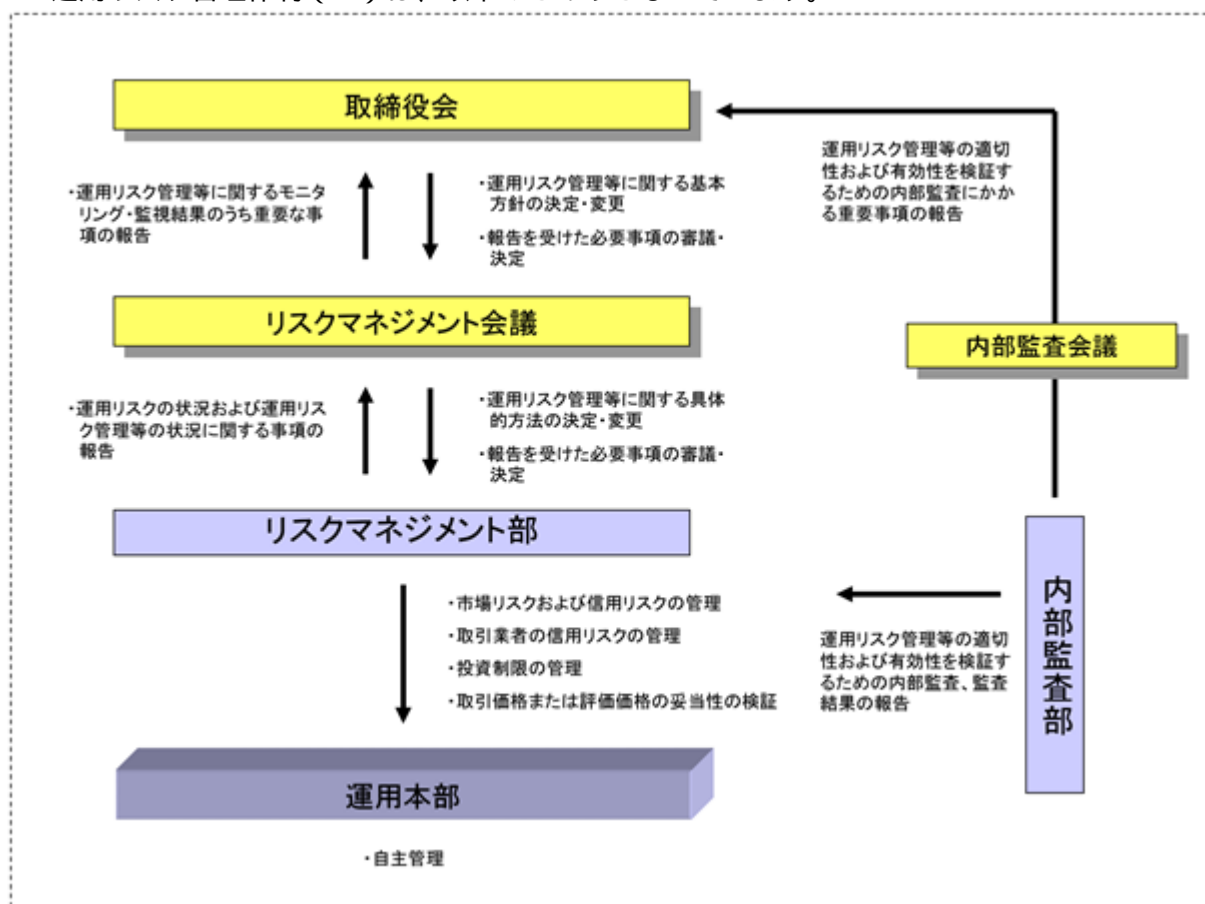 取締役会
・運用リスク管理等に関するモニ
タリング・監視結果のうち重要な事
項の報告
・運用リスク管理等に関する基本
方針の決定・変更
・報告を受けた必要事項の審議・
決定
運用リスク管理等の適切
性および有効性を検証す
るための内部監査にかか
る重要事項の報告
リスクマネジメント会議
内部監査会議
・運用リスクの状況および運用リス
ク管理等の状況に関する事項の
報告
・運用リスク管理等に関する具体
的方法の決定・変更
・報告を受けた必要事項の審議・
決定
リスクマネジメント部
・市場リスクおよび信用リスクの管理
・取引業者の信用リスクの管理
・投資制限の管理
・取引価格または評価価格の妥当性の検証
運用リスク管理等の適切
性および有効性を検証す
るための内部監査、監査
結果の報告
内部監査部
運用本部
・自主管理